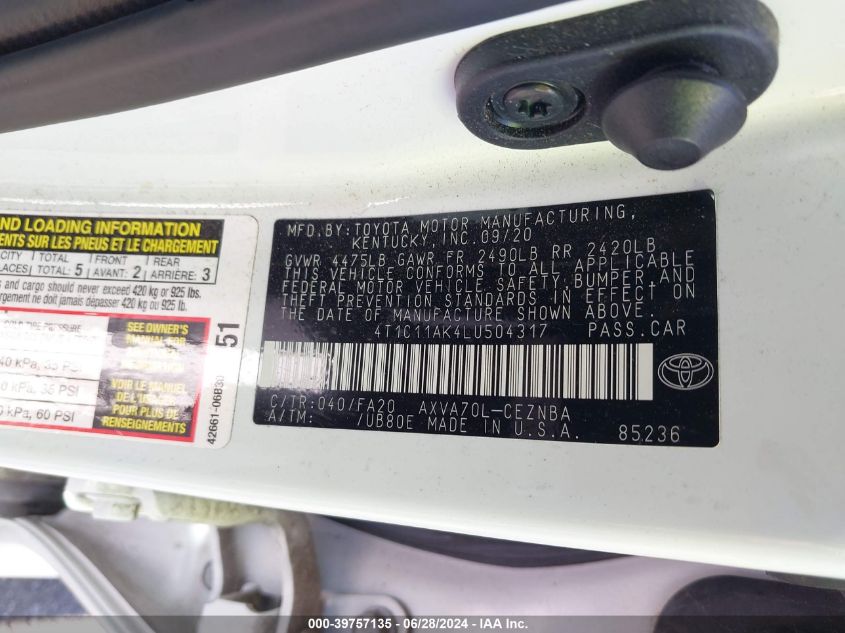 ND LOADING INFORMATION
ENTS SUR LES PNEUS ET LE CHARGEMENT
CITY TOTAL FRONT REAR
PLACES TOTAL: 5 AVANT: 2 ARRIÈRE: 3
s and cargo should never exceed 420 kg or 925 lbs.
argement ne doit jamais dépasser 420 kg ou 925 lb.
SEE OWNER'S
MANUAL FOR
40 kPa, 35 PSI
VOIR LE MANUEL
DE L'USAGER
POUR PLUS DE
RENSEIGNEMENTS
0 kPa, 35 PSI
0 kPa, 60 PSI
51
42661-06B30
MFD. BY: TOYOTA MOTOR MANUFACTURING,
KENTUCKY, INC. 09/20
GVWR 4475LB GAWR FR 2490LB RR 2420LB
THIS VEHICLE CONFORMS TO ALL APPLICABLE
FEDERAL MOTOR VEHICLE SAFETY, BUMPER, AND
THEFT PREVENTION STANDARDS IN EFFECT ON
THE DATE OF MANUFACTURE SHOWN ABOVE.
4T1C11AK4LU504317 PASS.CAR
C/TR:040/FA20 AXVA70L-CEZNBA
A/TM: /UB80E MADE IN U.S.A. 85236
000-39757135 - 06/28/2024 - IAA Inc.